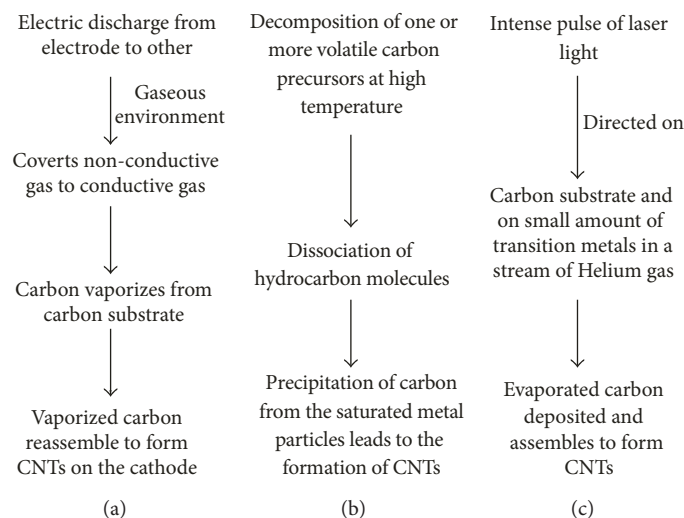 Electric discharge from
electrode to other
Gaseous
environment
Coverts non-conductive
gas to conductive gas
Carbon vaporizes from
carbon substrate
Vaporized carbon
reassemble to form
CNTs on the cathode
(a)
Decomposition of one or
more volatile carbon
precursors at high
temperature
Dissociation of
hydrocarbon molecules
Precipitation of carbon
from the saturated metal
particles leads to the
formation of CNTs
(b)
Intense pulse of laser
light
Directed on
Carbon substrate and
on small amount of
transition metals in a
stream of Helium gas
Evaporated carbon
deposited and
assembles to form
CNTs
(c)